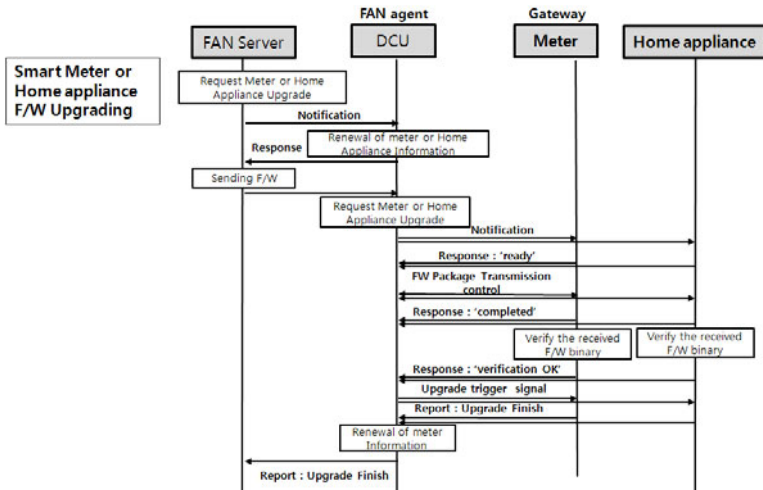 FAN agent
Gateway
FAN Server
DCU
Meter
Home appliance
Smart Meter or
Home appliance
F/W Upgrading
Request Meter or Home
Appliance Upgrade
Notification
Renewal of meter or Home
Appliance Information
Response
Sending F/W
Request Meter or Home
Appliance Upgrade
Notification
Response : 'ready'
FW Package Transmission
control
Response : 'completed'
Verify the received
F/W binary
Verify the received
F/W binary
Response : 'verification OK'
Upgrade trigger signal
Report : Upgrade Finish
Renewal of meter
Information
Report : Upgrade Finish